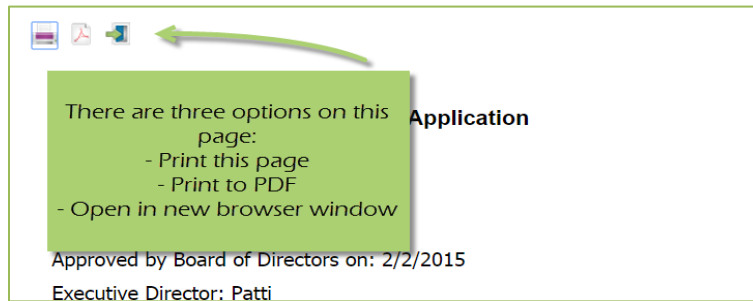 There are three options on this
page:
- Print this page
- Print to PDF
- Open in new browser window
Application
Approved by Board of Directors on: 2/2/2015
Executive Director: Patti